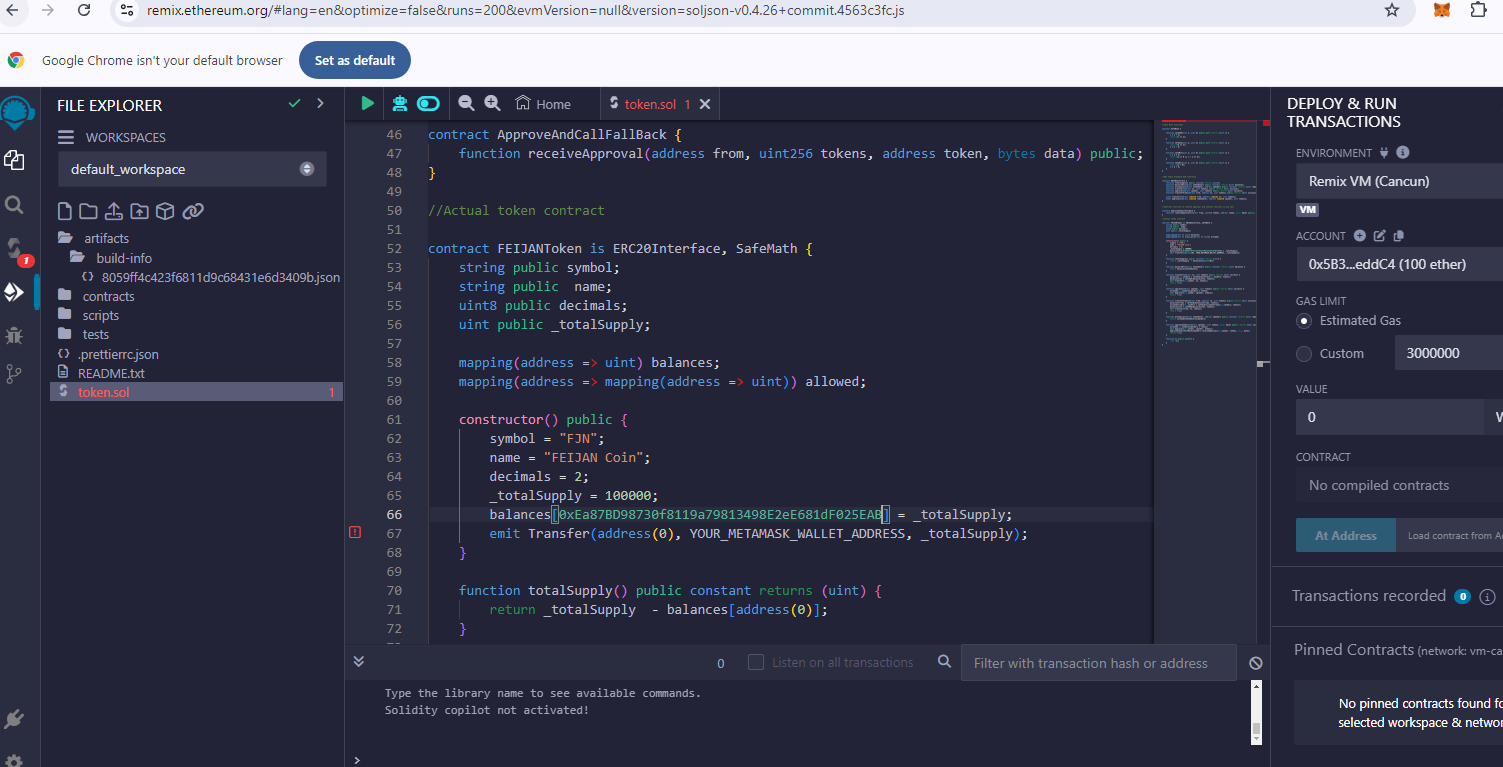 remix.ethereum.org/#lang=en&optimize=false&runs=200&evmVersion=null&version=soljson-v0.4.26+commit.4563c3fc.js
Google Chrome isn't your default browser
Set as default
FILE EXPLORER
WORKSPACES
default_workspace
artifacts
build-info
8059ff4c423f6811d9c68431e6d3409b.json
contracts
scripts
tests
.prettierrc.json
README.txt
token.sol 1
1
Home
token.sol 1
46 contract ApproveAndCallFallBack {
47 function receiveApproval(address from, uint256 tokens, address token, bytes data) public;
48 }
49
50 //Actual token contract
51
52 contract FEIJANToken is ERC20Interface, SafeMath {
53 string public symbol;
54 string public  name;
55 uint8 public decimals;
56 uint public _totalSupply;
57
58 mapping(address => uint) balances;
59 mapping(address => mapping(address => uint)) allowed;
60
61 constructor() public {
62 symbol = "FJN";
63 name = "FEIJAN Coin";
64 decimals = 2;
65 _totalSupply = 100000;
66 balances[0xEa87BD98730f8119a79813498E2eE681dF025EAB] = _totalSupply;
67 emit Transfer(address(0), YOUR_METAMASK_WALLET_ADDRESS, _totalSupply);
68 }
69
70 function totalSupply() public constant returns (uint) {
71 return _totalSupply  - balances[address(0)];
72 }
0
Listen on all transactions
Filter with transaction hash or address
Type the library name to see available commands.
Solidity copilot not activated!
>
DEPLOY & RUN
TRANSACTIONS
ENVIRONMENT
Remix VM (Cancun)
VM
ACCOUNT
0x5B3...eddC4 (100 ether)
GAS LIMIT
Estimated Gas
Custom
3000000
VALUE
0
CONTRACT
No compiled contracts
At Address
Load contract from
Transactions recorded 0
Pinned Contracts (network: vm-ca
No pinned contracts found
selected workspace &